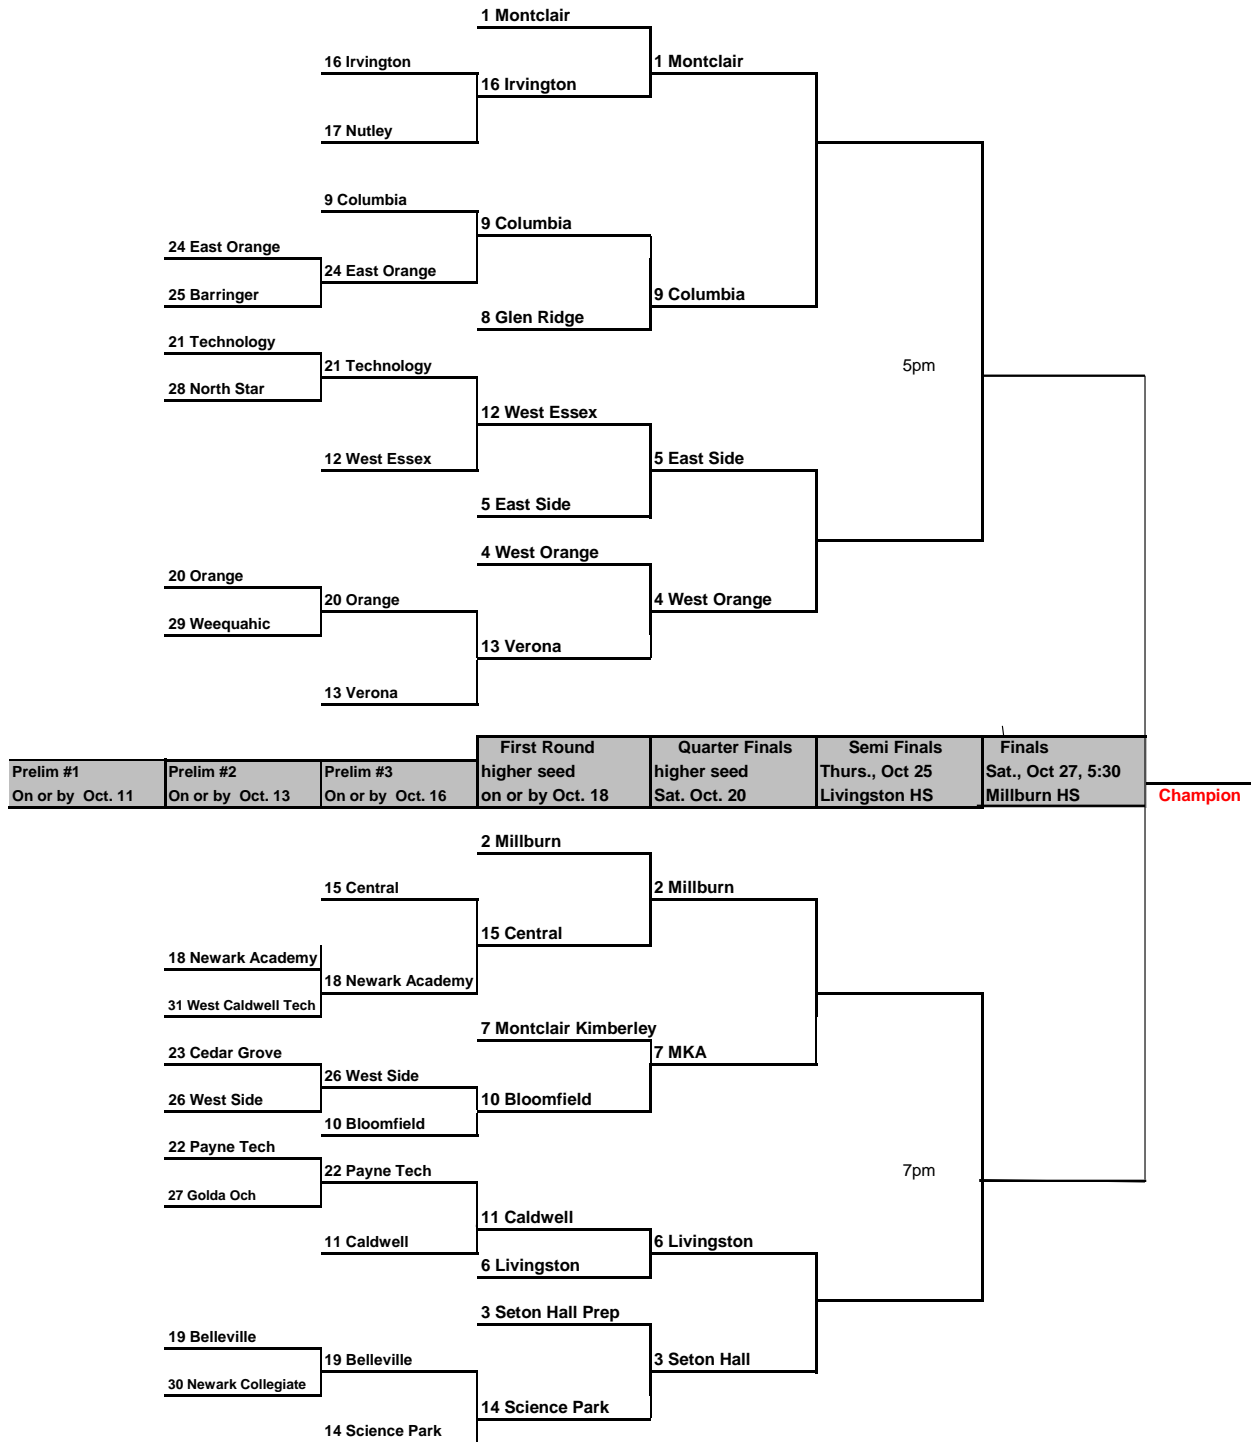 1 Montclair
16 Irvington
1 Montclair
16 Irvington
17 Nutley
9 Columbia
9 Columbia
24 East Orange
24 East Orange
25 Barringer
9 Columbia
8 Glen Ridge
21 Technology
21 Technology
5pm
28 North Star
12 West Essex
12 West Essex
5 East Side
5 East Side
4 West Orange
20 Orange
20 Orange
4 West Orange
29 Weequahic
13 Verona
13 Verona
First Round
Quarter Finals
Semi Finals
Finals
Prelim #1
Prelim #2
Prelim #3
higher seed
higher seed
Thurs., Oct 25
Sat., Oct 27, 5:30
On or by Oct. 11
On or by Oct. 13
On or by Oct. 16
on or by Oct. 18
Sat. Oct. 20
Livingston HS
Millburn HS
Champion
2 Millburn
15 Central
2 Millburn
15 Central
18 Newark Academy
18 Newark Academy
31 West Caldwell Tech
7 Montclair Kimberley
23 Cedar Grove
7 MKA
26 West Side
26 West Side
10 Bloomfield
10 Bloomfield
22 Payne Tech
22 Payne Tech
7pm
27 Golda Och
11 Caldwell
11 Caldwell
6 Livingston
6 Livingston
3 Seton Hall Prep
19 Belleville
19 Belleville
3 Seton Hall
30 Newark Collegiate
14 Science Park
14 Science Park